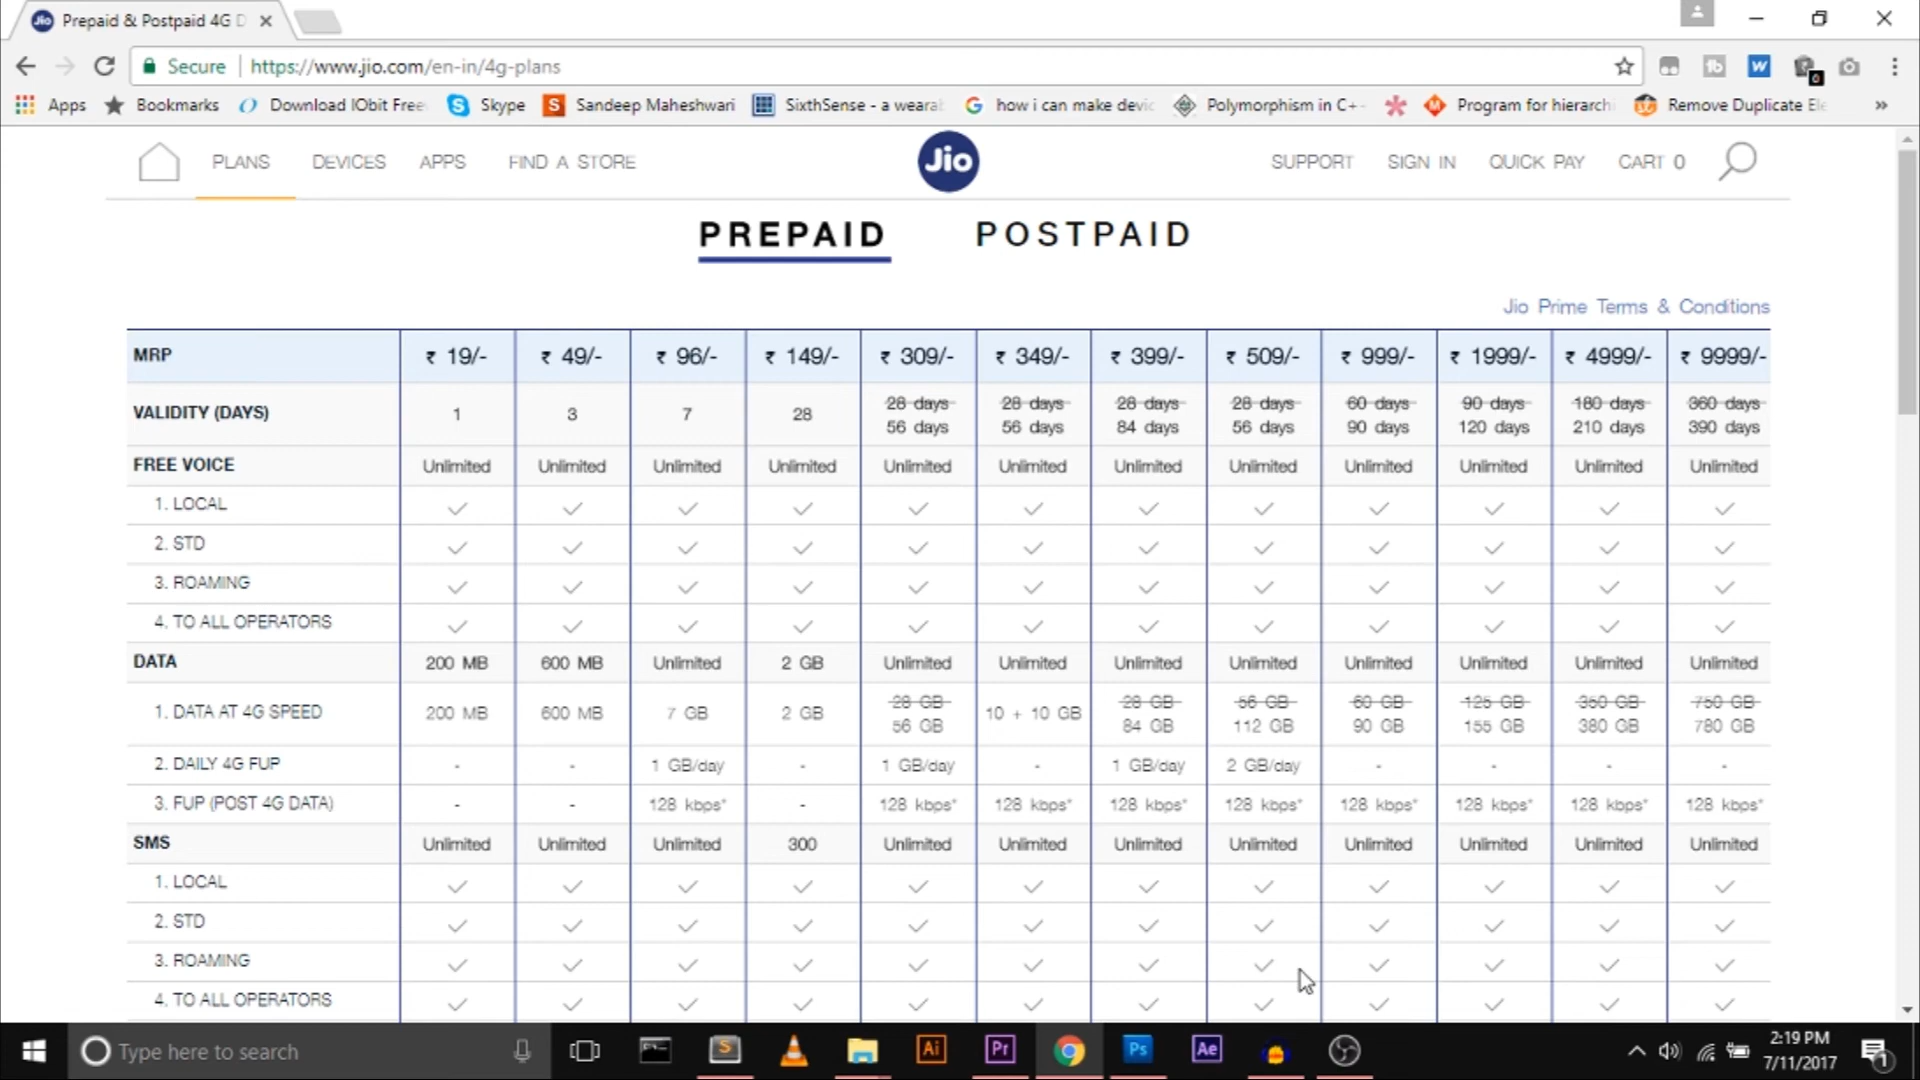 Jio Prepaid & Postpaid 4G D
Secure https://www.jio.com/en-in/4g-plans
Apps Bookmarks Download IObit Free Skype Sandeep Maheshwari SixthSense - a wearab how i can make devic Polymorphism in C+ Program for hierarch Remove Duplicate Ele »
PLANS DEVICES APPS FIND A STORE Jio SUPPORT SIGN IN QUICK PAY CART 0
PREPAID POSTPAID
Jio Prime Terms & Conditions
MRP ₹ 19/- ₹ 49/- ₹ 96/- ₹ 149/- ₹ 309/- ₹ 349/- ₹ 399/- ₹ 509/- ₹ 999/- ₹ 1999/- ₹ 4999/- ₹ 9999/-
28 days 28 days 28 days 28 days 60 days 90 days 180 days 360 days
VALIDITY (DAYS) 1 3 7 28 56 days 56 days 84 days 56 days 90 days 120 days 210 days 390 days
FREE VOICE Unlimited Unlimited Unlimited Unlimited Unlimited Unlimited Unlimited Unlimited Unlimited Unlimited Unlimited Unlimited
1. LOCAL
2. STD
3. ROAMING
4. TO ALL OPERATORS
DATA 200 MB 600 MB Unlimited 2 GB Unlimited Unlimited Unlimited Unlimited Unlimited Unlimited Unlimited Unlimited
28 GB 28 GB 56 GB 60 GB 125 GB 350 GB 750 GB
1. DATA AT 4G SPEED 200 MB 600 MB 7 GB 2 GB 56 GB 10 + 10 GB 84 GB 112 GB 90 GB 155 GB 380 GB 780 GB
2. DAILY 4G FUP - - 1 GB/day - 1 GB/day - 1 GB/day 2 GB/day - - - -
3. FUP (POST 4G DATA) - - 128 kbps* - 128 kbps* 128 kbps* 128 kbps* 128 kbps* 128 kbps* 128 kbps* 128 kbps* 128 kbps*
SMS Unlimited Unlimited Unlimited 300 Unlimited Unlimited Unlimited Unlimited Unlimited Unlimited Unlimited Unlimited
1. LOCAL
2. STD
3. ROAMING
4. TO ALL OPERATORS
Type here to search Ai Pr Ps Ae 2:19 PM
7/11/2017 1